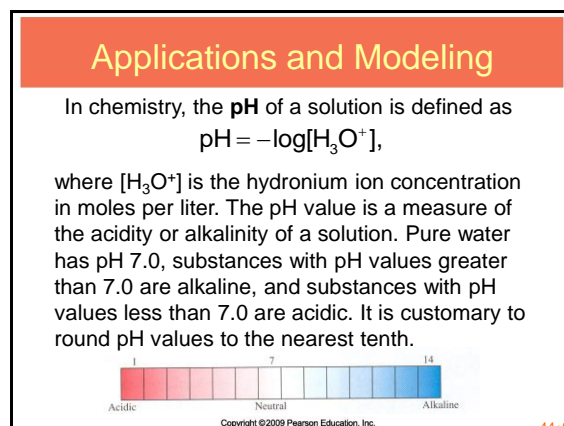 Applications and Modeling
In chemistry, the pH of a solution is defined as
pH = −log[H₃O⁺],
where [H₃O⁺] is the hydronium ion concentration
in moles per liter. The pH value is a measure of
the acidity or alkalinity of a solution. Pure water
has pH 7.0, substances with pH values greater
than 7.0 are alkaline, and substances with pH
values less than 7.0 are acidic. It is customary to
round pH values to the nearest tenth.
1 7 14
Acidic Neutral Alkaline
Copyright ©2009 Pearson Education, Inc.